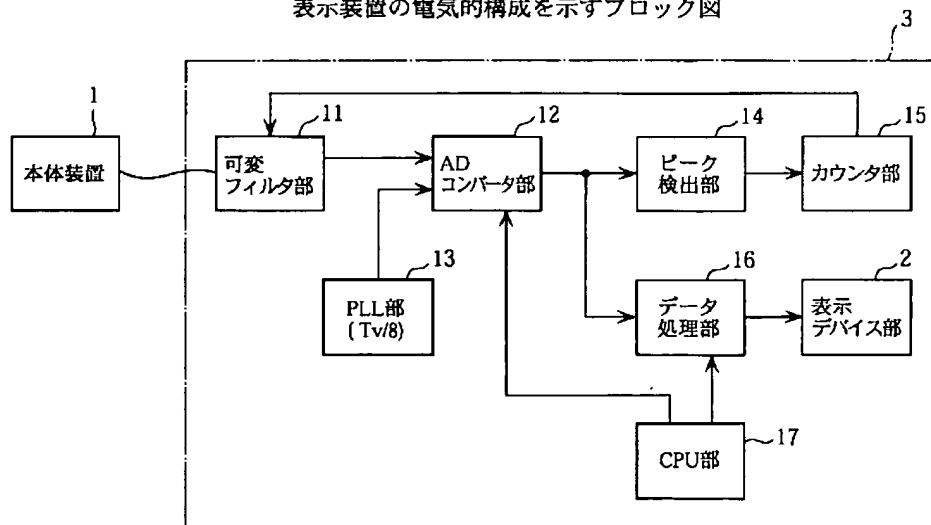 表示装置の電気的構成を示すブロック図
3
1
本体装置
11
可変
フィルタ部
12
AD
コンバータ部
14
ピーク
検出部
15
カウンタ部
13
PLL部
(Tv/8)
16
データ
処理部
2
表示
デバイス部
17
CPU部